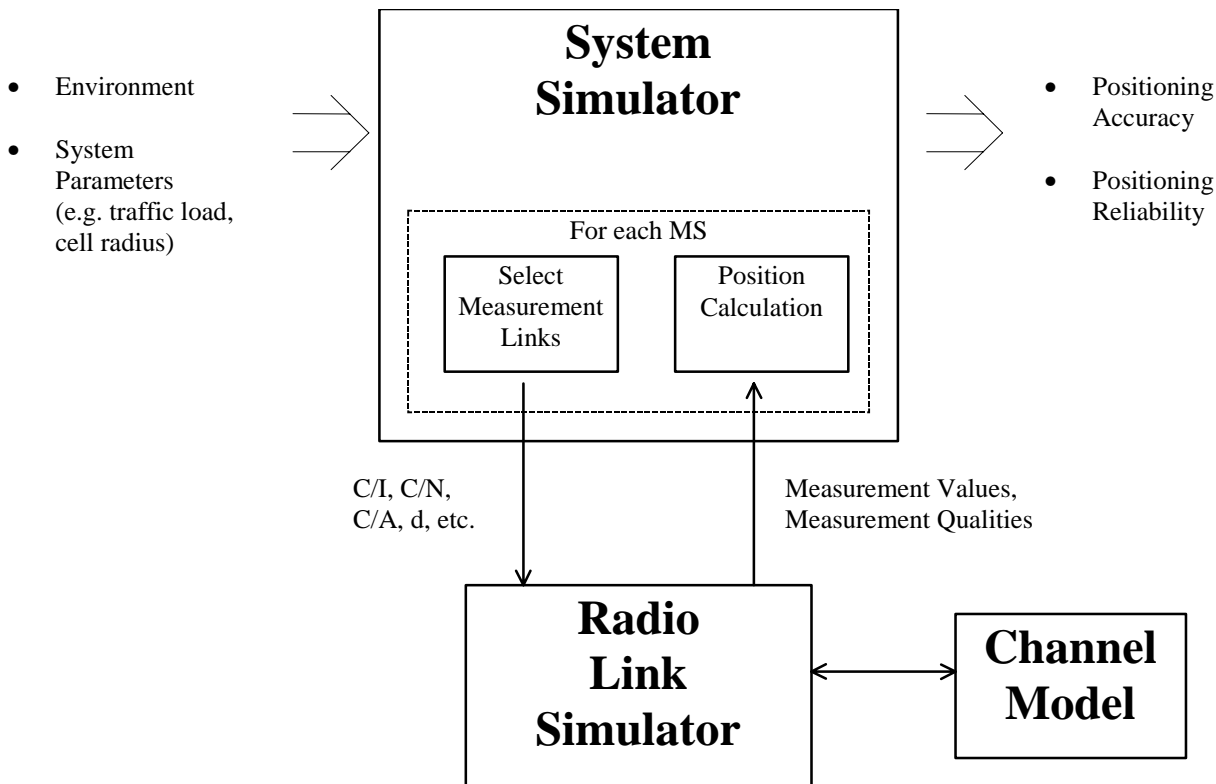 System
Simulator
• Environment
• System
Parameters
(e.g. traffic load,
cell radius)
• Positioning
Accuracy
• Positioning
Reliability
For each MS
Select
Measurement
Links
Position
Calculation
C/I, C/N,
C/A, d, etc.
Measurement Values,
Measurement Qualities
Radio
Link
Simulator
Channel
Model